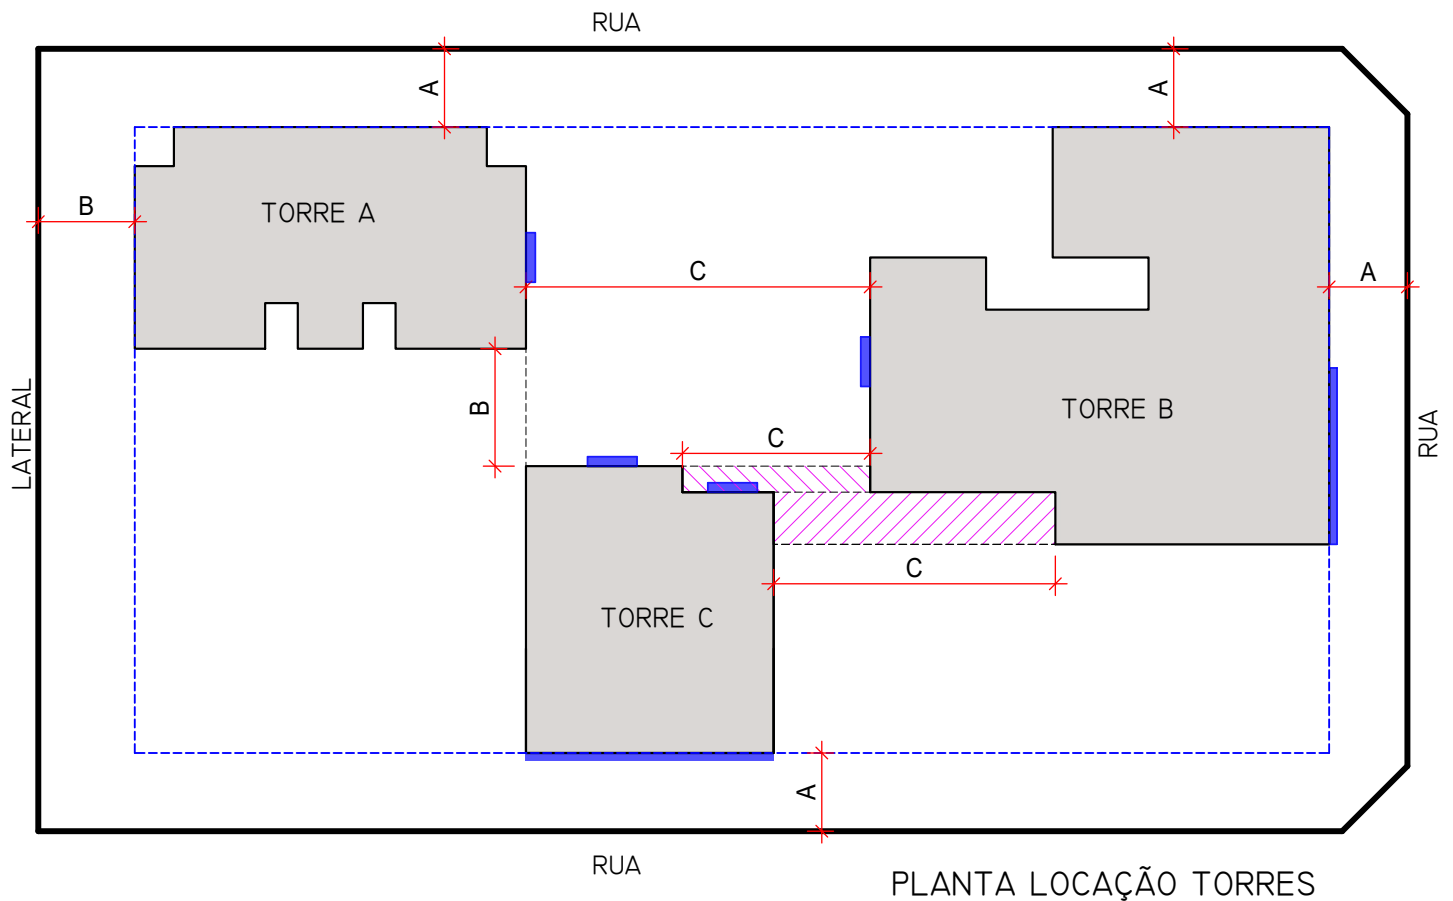 RUA
A
A
B
TORRE A
C
A
LATERAL
B
C
TORRE B
RUA
C
TORRE C
A
RUA
PLANTA LOCAÇÃO TORRES